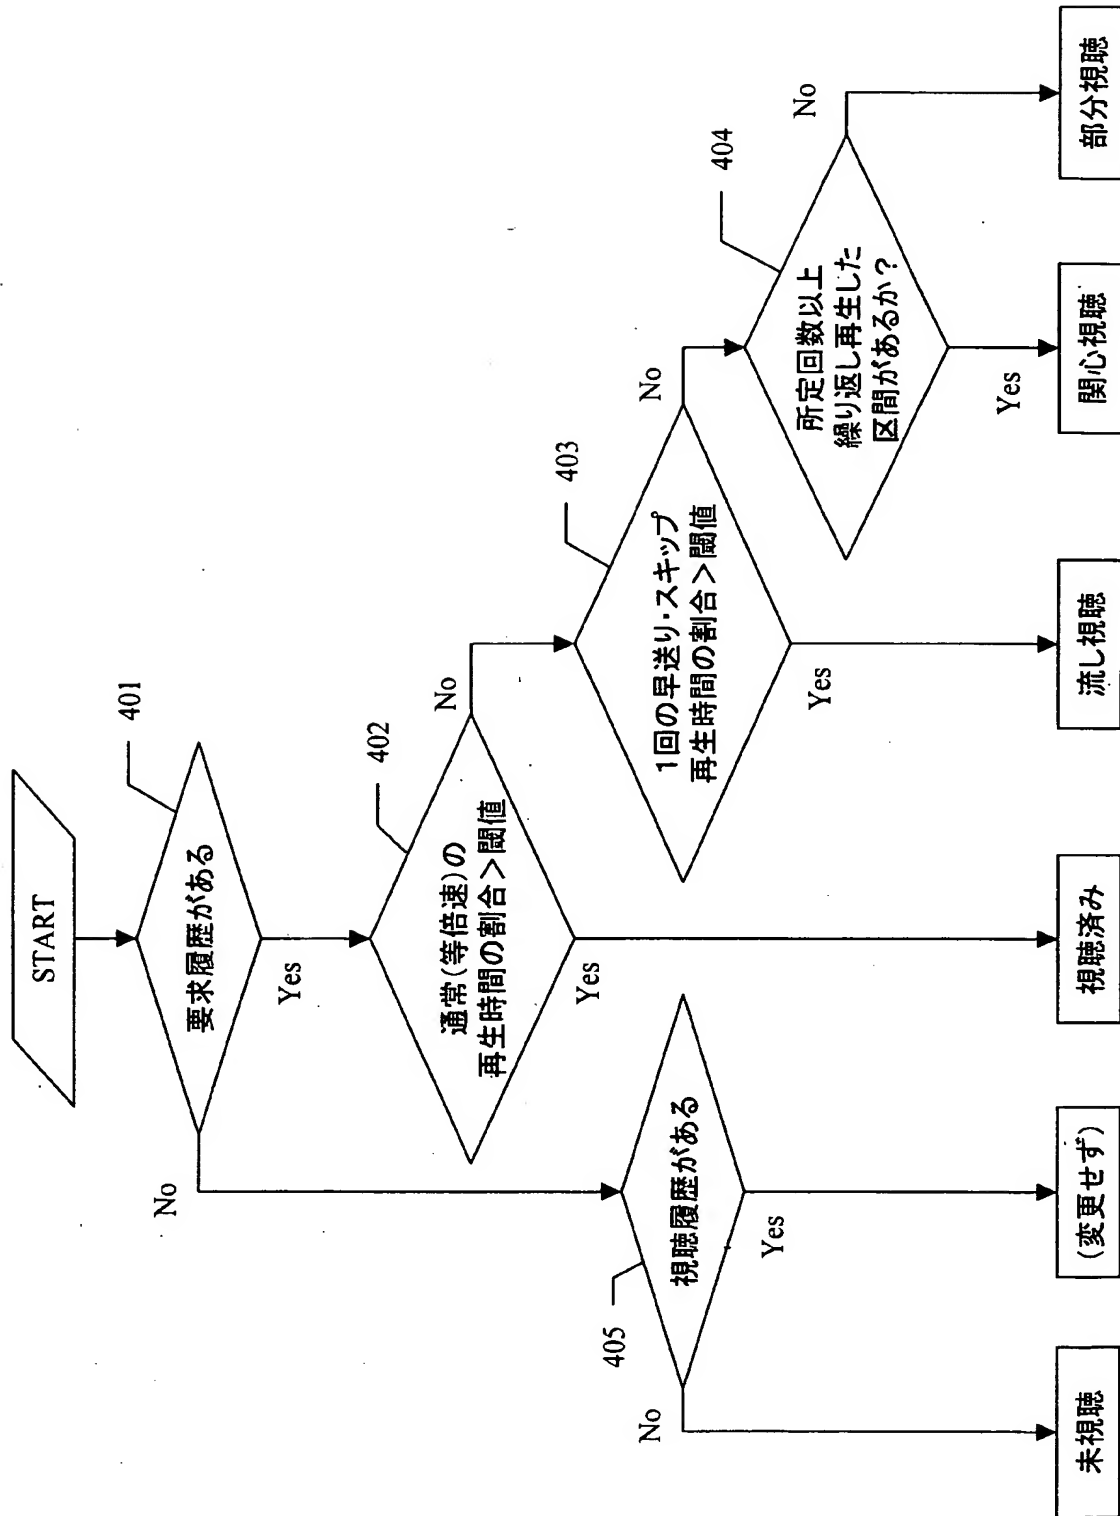 START
401
要求履歴がある
No
Yes
402
通常(等倍速)の
再生時間の割合>閾値
No
Yes
403
1回の早送り・スキップ
再生時間の割合>閾値
No
Yes
404
所定回数以上
繰り返し再生した
区間があるか?
No
Yes
405
視聴履歴がある
No
Yes
未視聴
(変更せず)
視聴済み
流し視聴
関心視聴
部分視聴